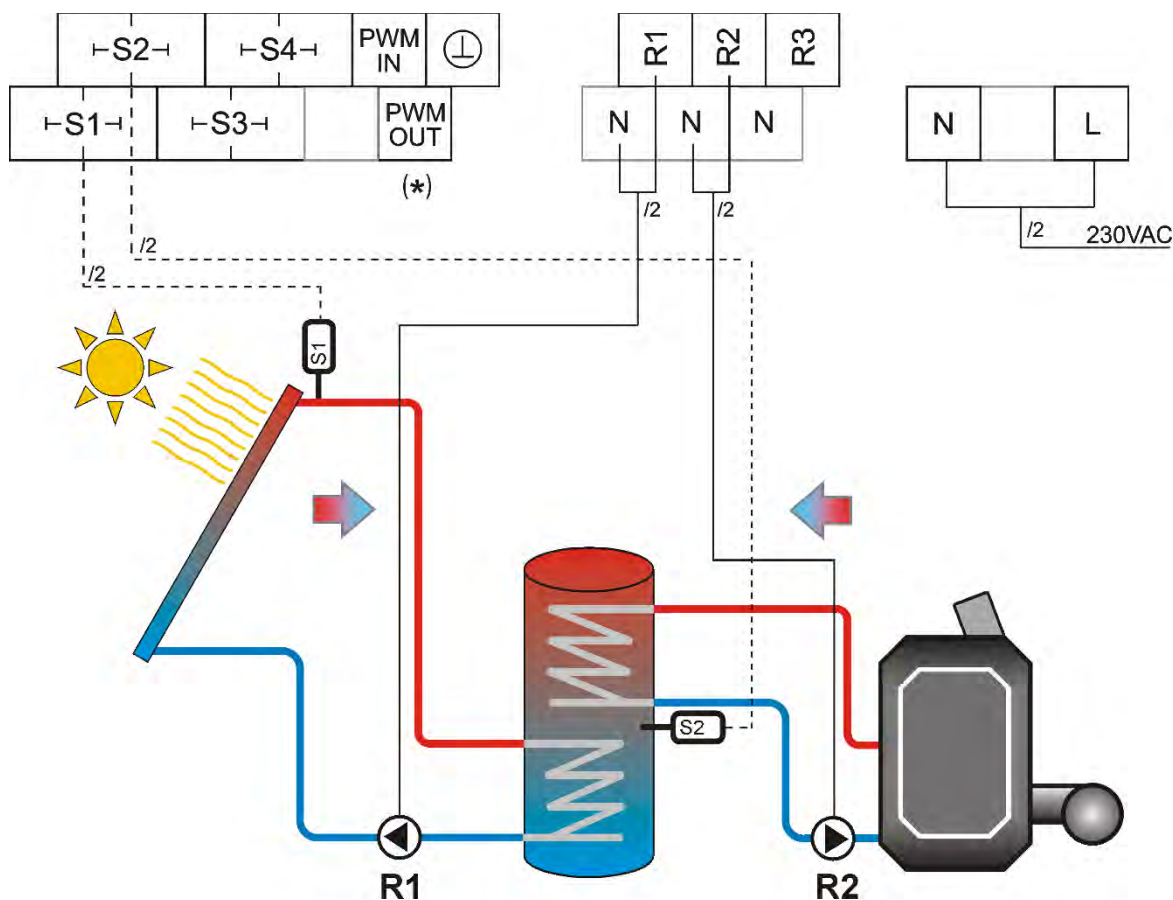 S2 S4 PWM IN
S1 S3 PWM OUT
(*)
R1 R2 R3
N N N
N L
/2 /2
/2 230VAC
/2
/2
S1
S2
R1
R2